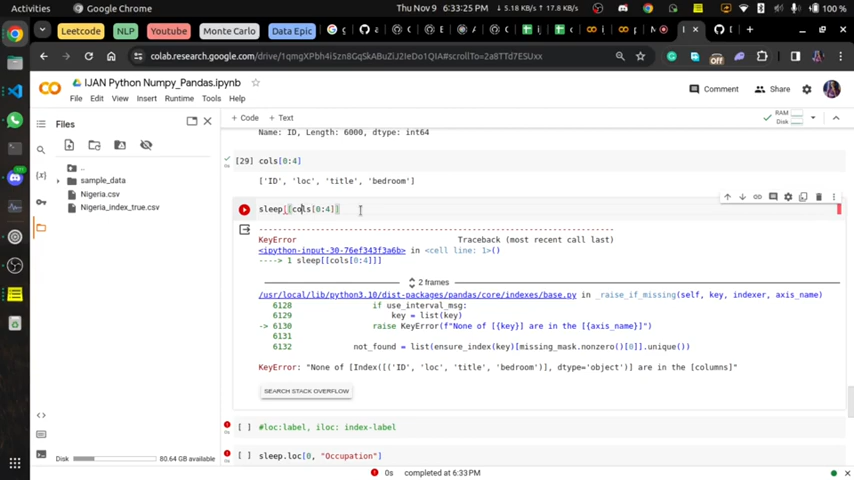 Activities
Thu Nov 9 6:33:25 PM
↓ 5.18 KB/s ↑ 17.8 KB/s
100 %
Leetcode
NLP
Youtube
Monte Carlo
Data Epic
colab.research.google.com/drive/1qmgXPbh4iSzn8GqSkABuZiJ2IeOgiOaL#scrollTo=2a8TTd7ESUxx
Off
IJAN Python Numpy_Pandas.ipynb
File Edit View Insert Runtime Tools Help
Comment
Share
Files
+ Code + Text
RAM
Disk
..
sample_data
Nigeria.csv
Nigeria_index_true.csv
Name: ID, Length: 6000, dtype: int64
[29] cols[0:4]
0s
['ID', 'loc', 'title', 'bedroom']
sleep[[cols[0:4]]
KeyError Traceback (most recent call last)
<ipython-input-30-76ef343f3a6b> in <cell line: 1>()
----> 1 sleep[[cols[0:4]]]
2 frames
/usr/local/lib/python3.10/dist-packages/pandas/core/indexes/base.py in _raise_if_missing(self, key, indexer, axis_name)
6128 if use_interval_msg:
6129 key = list(key)
-> 6130 raise KeyError(f"None of [{key}] are in the [{axis_name}]")
6131
6132 not_found = list(ensure_index(key)[missing_mask.nonzero()[0]].unique())
KeyError: "None of [Index([('ID', 'loc', 'title', 'bedroom')], dtype='object')] are in the [columns]"
SEARCH STACK OVERFLOW
[ ] #loc:label, iloc: index-label
0s
[ ] sleep.loc[0, "Occupation"]
0s
Disk 80.64 GB available
0s completed at 6:33 PM